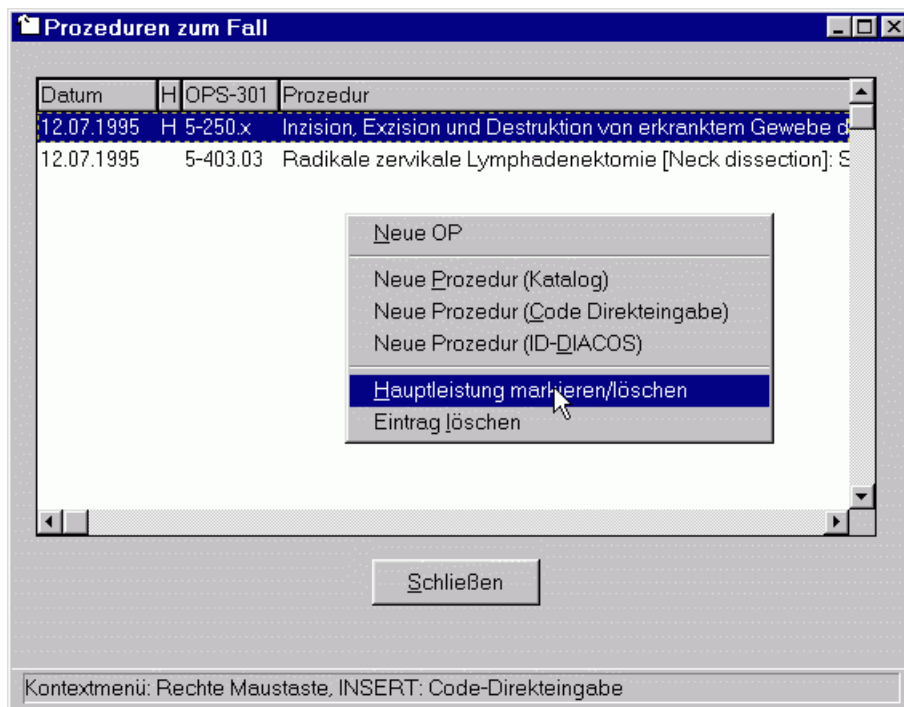 Prozeduren zum Fall
Datum H OPS-301 Prozedur
12.07.1995 H 5-250.x Inzision, Exzision und Destruktion von erkranktem Gewebe d
12.07.1995 5-403.03 Radikale zervikale Lymphadenektomie [Neck dissection]: S
Neue OP
Neue Prozedur (Katalog)
Neue Prozedur (Code Direkteingabe)
Neue Prozedur (ID-DIACOS)
Hauptleistung markieren/löschen
Eintrag löschen
Schließen
Kontextmenü: Rechte Maustaste, INSERT: Code-Direkteingabe